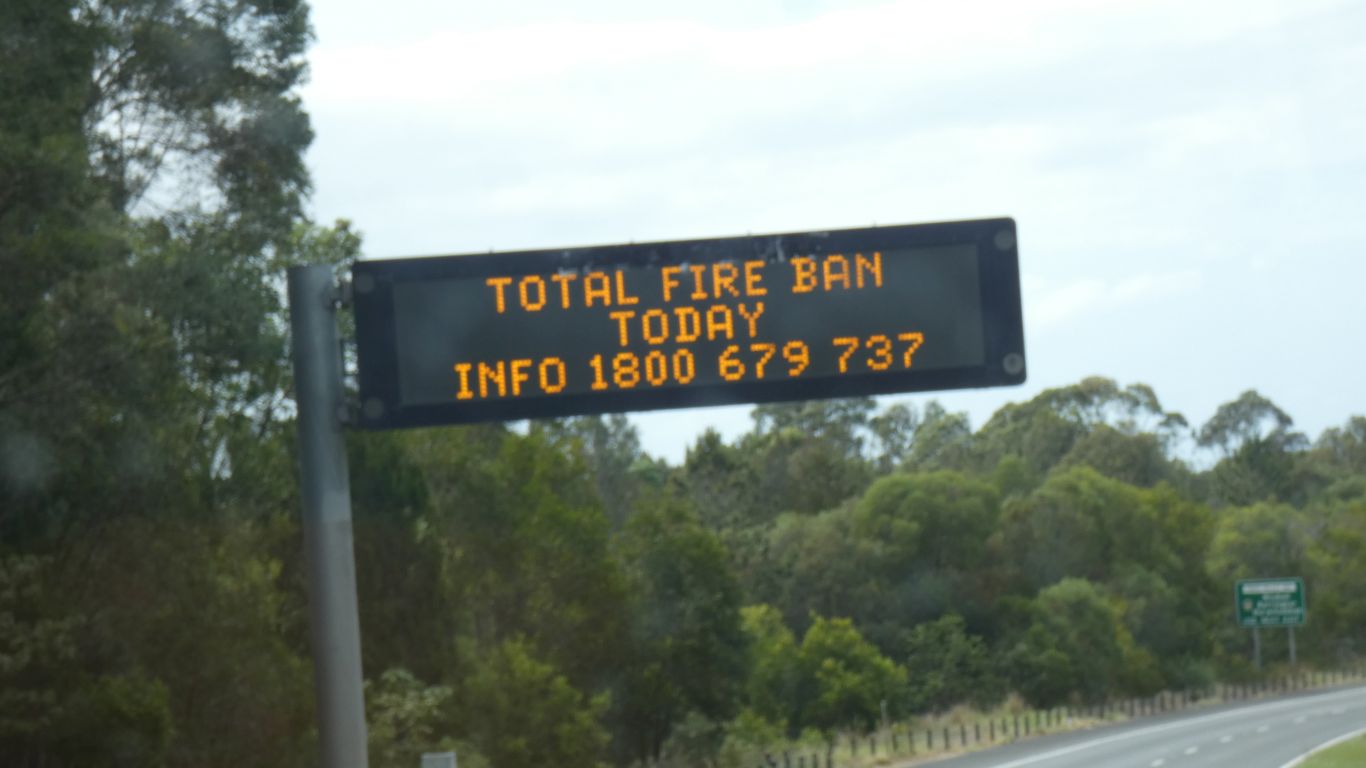 TOTAL FIRE BAN
TODAY
INFO 1800 679 737